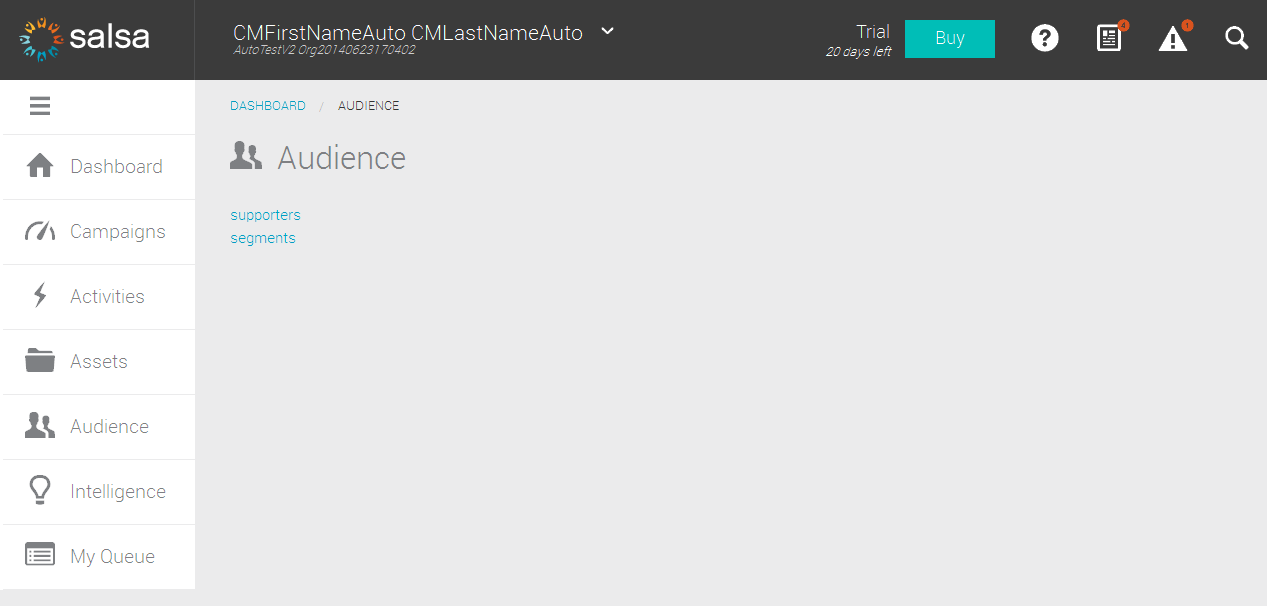 salsa
CMFirstNameAuto CMLastNameAuto
AutoTestV2 Org20140623170402
Trial
20 days left
Buy
?
4
1
DASHBOARD / AUDIENCE
Audience
supporters
segments
Dashboard
Campaigns
Activities
Assets
Audience
Intelligence
My Queue